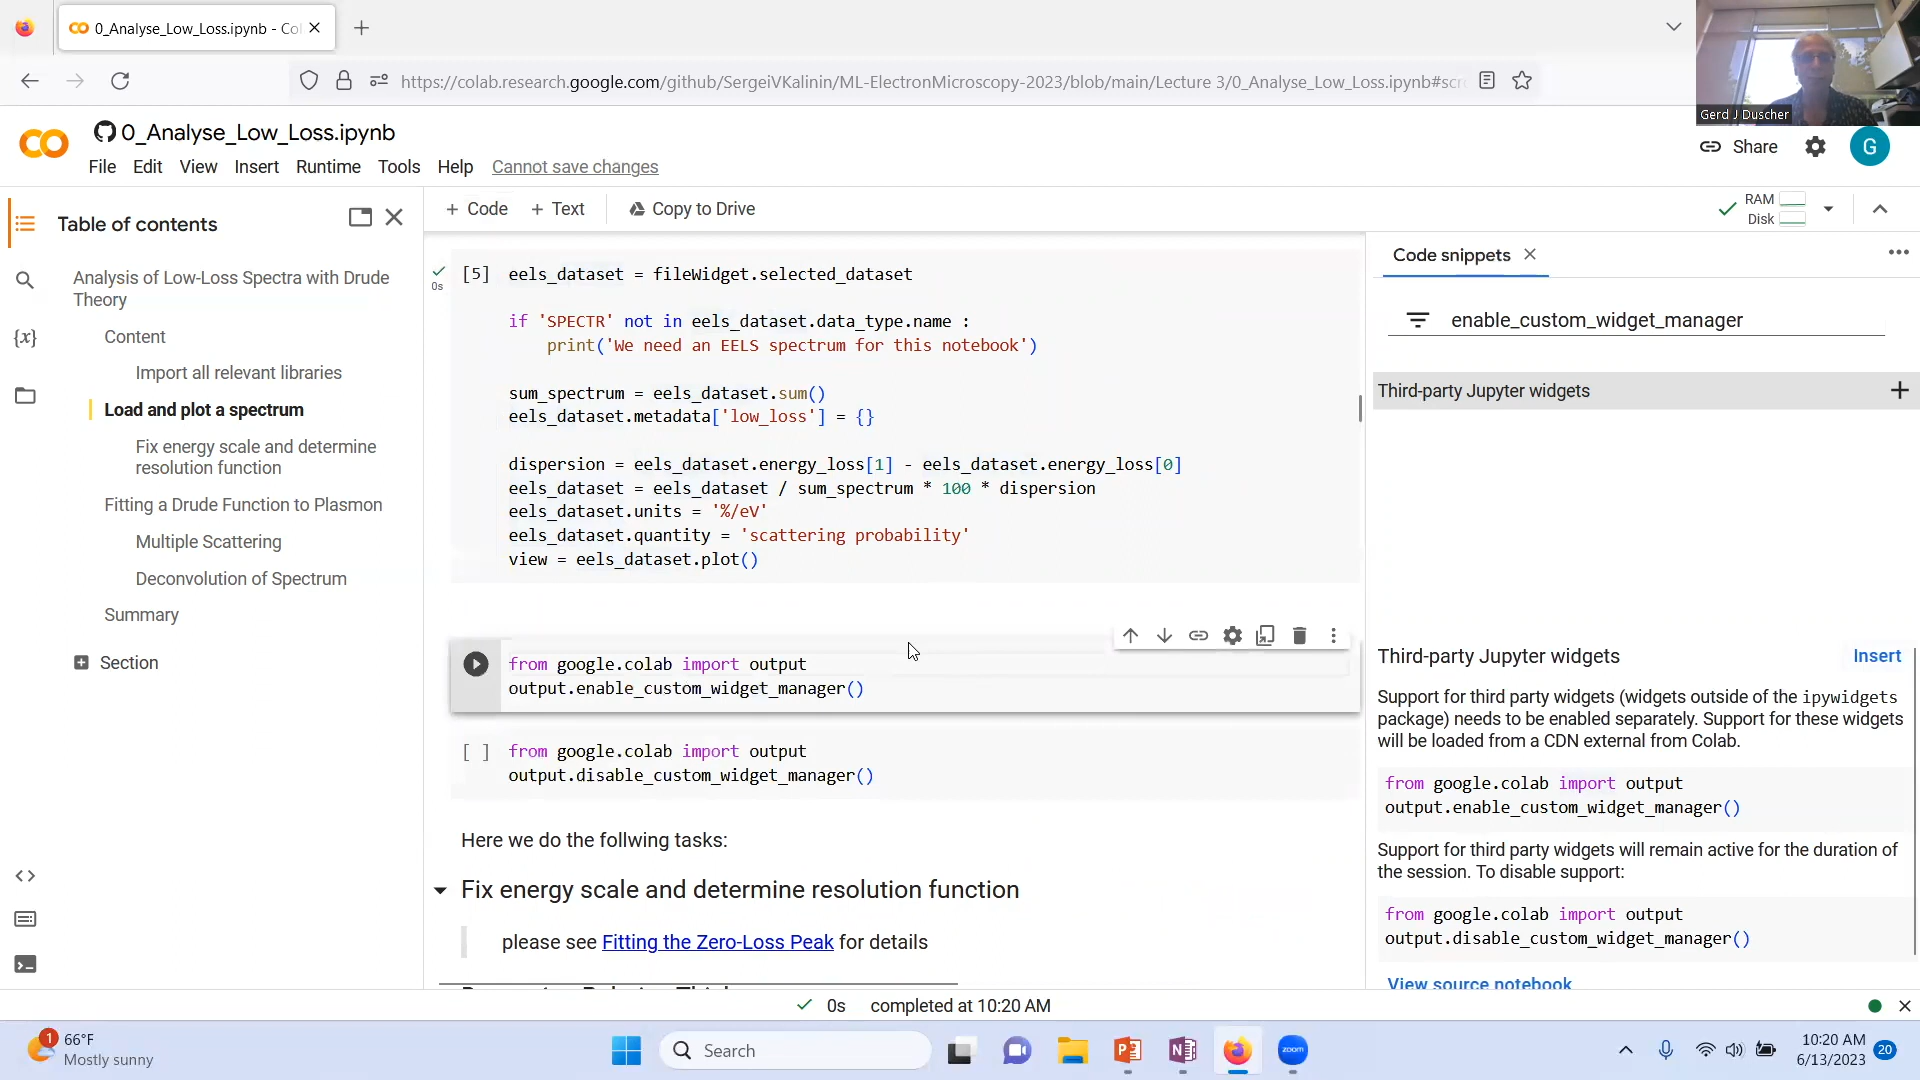 0_Analyse_Low_Loss.ipynb - Col
https://colab.research.google.com/github/SergeiVKalinin/ML-ElectronMicroscopy-2023/blob/main/Lecture 3/0_Analyse_Low_Loss.ipynb#scro
Gerd J Duscher
0_Analyse_Low_Loss.ipynb
File Edit View Insert Runtime Tools Help Cannot save changes
Share
G
Table of contents
+ Code + Text Copy to Drive
RAM
Disk
Analysis of Low-Loss Spectra with Drude
Theory
Content
Import all relevant libraries
Load and plot a spectrum
Fix energy scale and determine
resolution function
Fitting a Drude Function to Plasmon
Multiple Scattering
Deconvolution of Spectrum
Summary
Section
{x}
0s
[5] eels_dataset = fileWidget.selected_dataset
if 'SPECTR' not in eels_dataset.data_type.name :
print('We need an EELS spectrum for this notebook')
sum_spectrum = eels_dataset.sum()
eels_dataset.metadata['low_loss'] = {}
dispersion = eels_dataset.energy_loss[1] - eels_dataset.energy_loss[0]
eels_dataset = eels_dataset / sum_spectrum * 100 * dispersion
eels_dataset.units = '%/eV'
eels_dataset.quantity = 'scattering probability'
view = eels_dataset.plot()
from google.colab import output
output.enable_custom_widget_manager()
[ ] from google.colab import output
output.disable_custom_widget_manager()
Here we do the follwing tasks:
Fix energy scale and determine resolution function
please see Fitting the Zero-Loss Peak for details
Code snippets
enable_custom_widget_manager
Third-party Jupyter widgets
Third-party Jupyter widgets Insert
Support for third party widgets (widgets outside of the ipywidgets
package) needs to be enabled separately. Support for these widgets
will be loaded from a CDN external from Colab.
from google.colab import output
output.enable_custom_widget_manager()
Support for third party widgets will remain active for the duration of
the session. To disable support:
from google.colab import output
output.disable_custom_widget_manager()
View source notebook
0s completed at 10:20 AM
1
66°F
Mostly sunny
Search
zoom
10:20 AM
6/13/2023
20